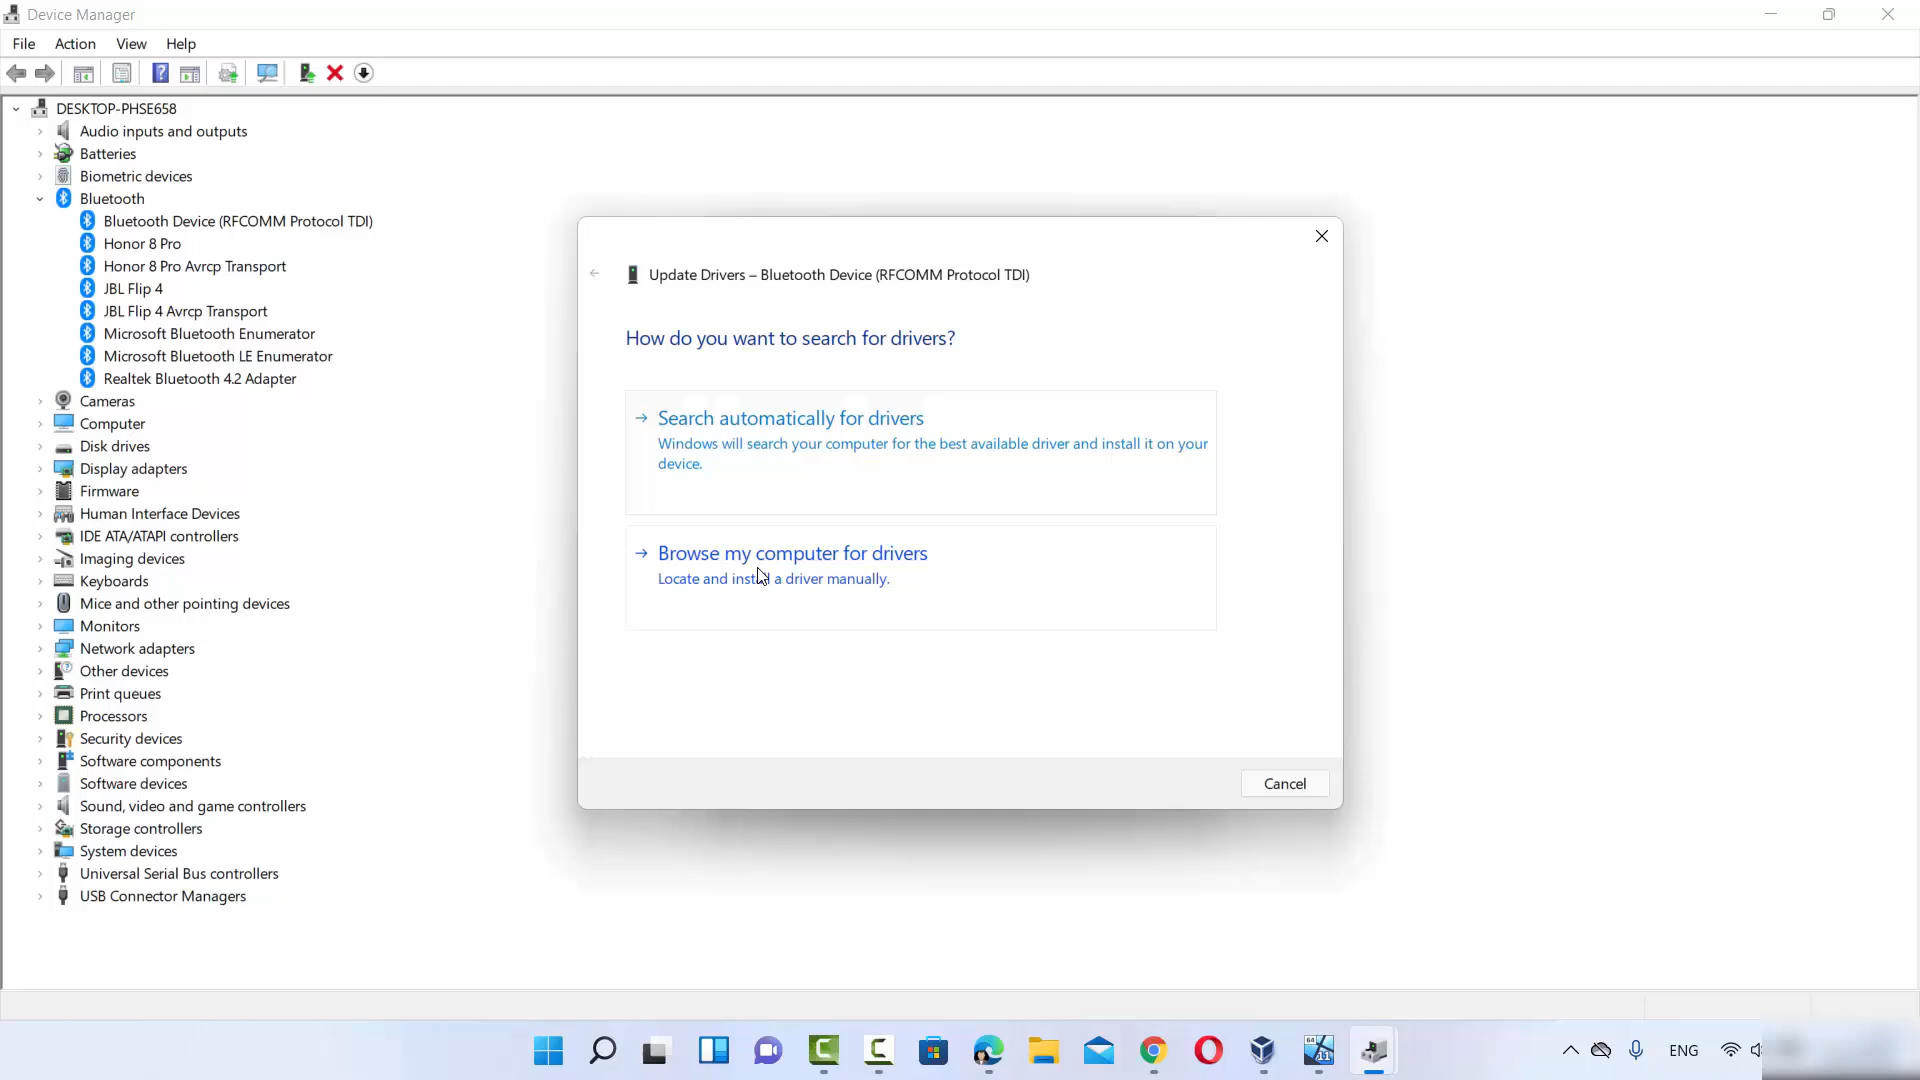 Device Manager
File Action View Help
DESKTOP-PHSE658
Audio inputs and outputs
Batteries
Biometric devices
Bluetooth
Bluetooth Device (RFCOMM Protocol TDI)
Honor 8 Pro
Honor 8 Pro Avrcp Transport
JBL Flip 4
JBL Flip 4 Avrcp Transport
Microsoft Bluetooth Enumerator
Microsoft Bluetooth LE Enumerator
Realtek Bluetooth 4.2 Adapter
Cameras
Computer
Disk drives
Display adapters
Firmware
Human Interface Devices
IDE ATA/ATAPI controllers
Imaging devices
Keyboards
Mice and other pointing devices
Monitors
Network adapters
Other devices
Print queues
Processors
Security devices
Software components
Software devices
Sound, video and game controllers
Storage controllers
System devices
Universal Serial Bus controllers
USB Connector Managers
Update Drivers – Bluetooth Device (RFCOMM Protocol TDI)
How do you want to search for drivers?
Search automatically for drivers
Windows will search your computer for the best available driver and install it on your
device.
Browse my computer for drivers
Locate and install a driver manually.
Cancel
64
11
ENG